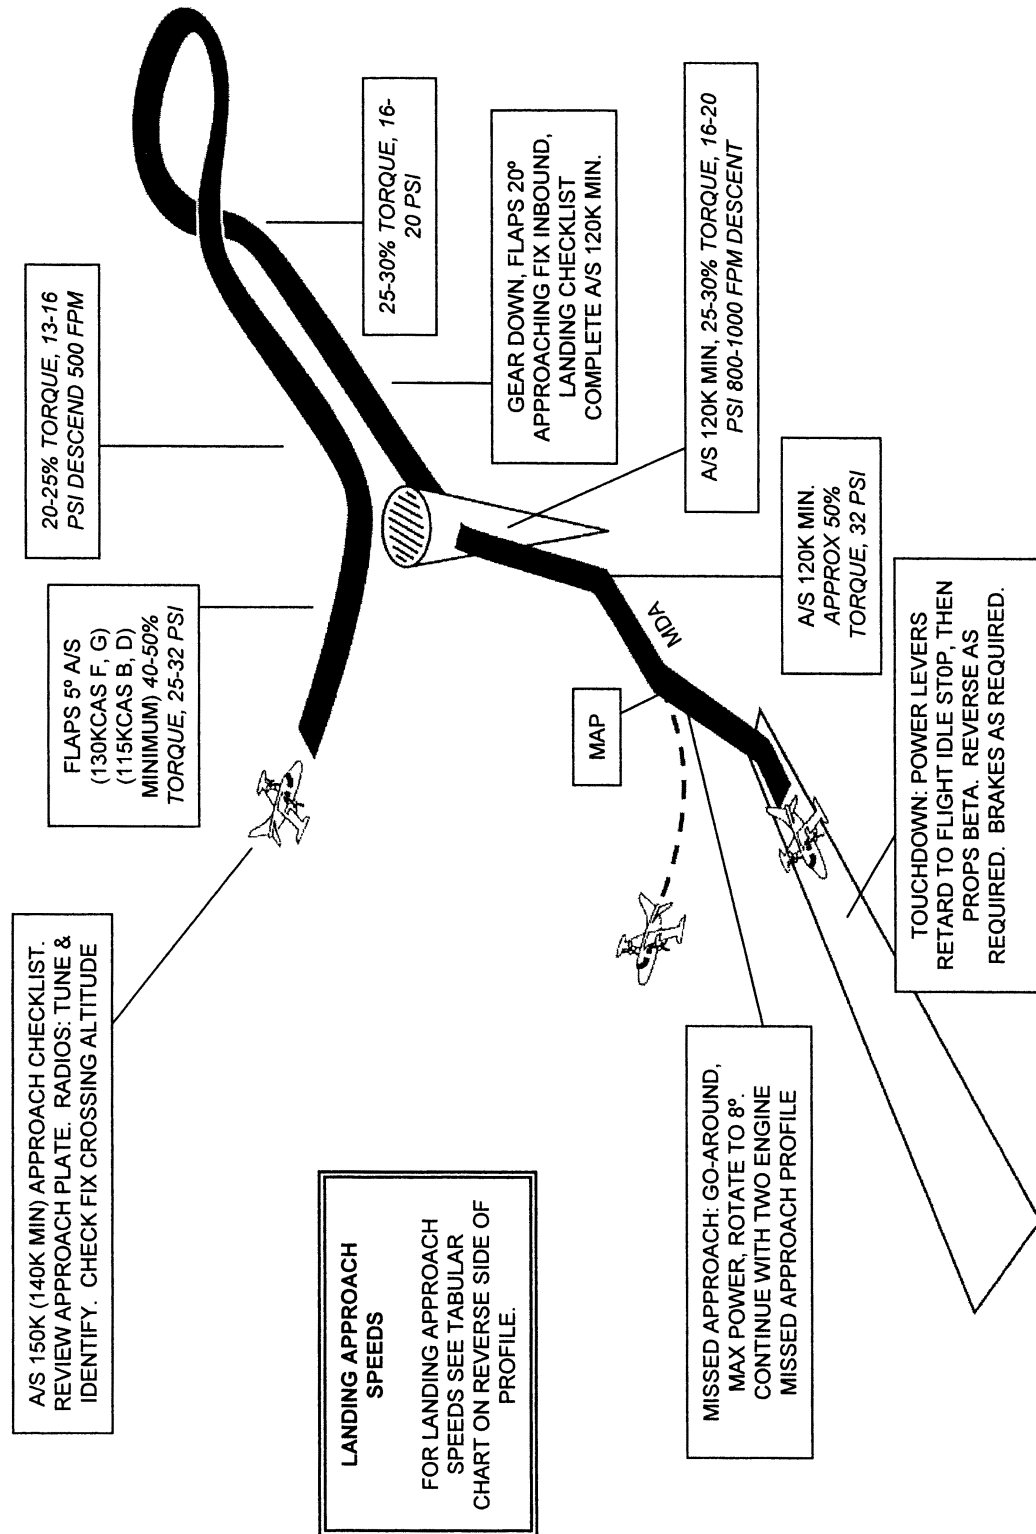 A/S 150K (140K MIN) APPROACH CHECKLIST.
REVIEW APPROACH PLATE. RADIOS: TUNE &
IDENTIFY. CHECK FIX CROSSING ALTITUDE
FLAPS 5º A/S
(130KCAS F, G)
(115KCAS B, D)
MINIMUM) 40-50%
TORQUE, 25-32 PSI
20-25% TORQUE, 13-16
PSI DESCEND 500 FPM
25-30% TORQUE, 16-
20 PSI
GEAR DOWN, FLAPS 20º
APPROACHING FIX INBOUND,
LANDING CHECKLIST
COMPLETE A/S 120K MIN.
A/S 120K MIN, 25-30% TORQUE, 16-20
PSI 800-1000 FPM DESCENT
A/S 120K MIN.
APPROX 50%
TORQUE, 32 PSI
MDA
MAP
LANDING APPROACH
SPEEDS
FOR LANDING APPROACH
SPEEDS SEE TABULAR
CHART ON REVERSE SIDE OF
PROFILE.
MISSED APPROACH: GO-AROUND,
MAX POWER, ROTATE TO 8º.
CONTINUE WITH TWO ENGINE
MISSED APPROACH PROFILE
TOUCHDOWN: POWER LEVERS
RETARD TO FLIGHT IDLE STOP, THEN
PROPS BETA. REVERSE AS
REQUIRED. BRAKES AS REQUIRED.